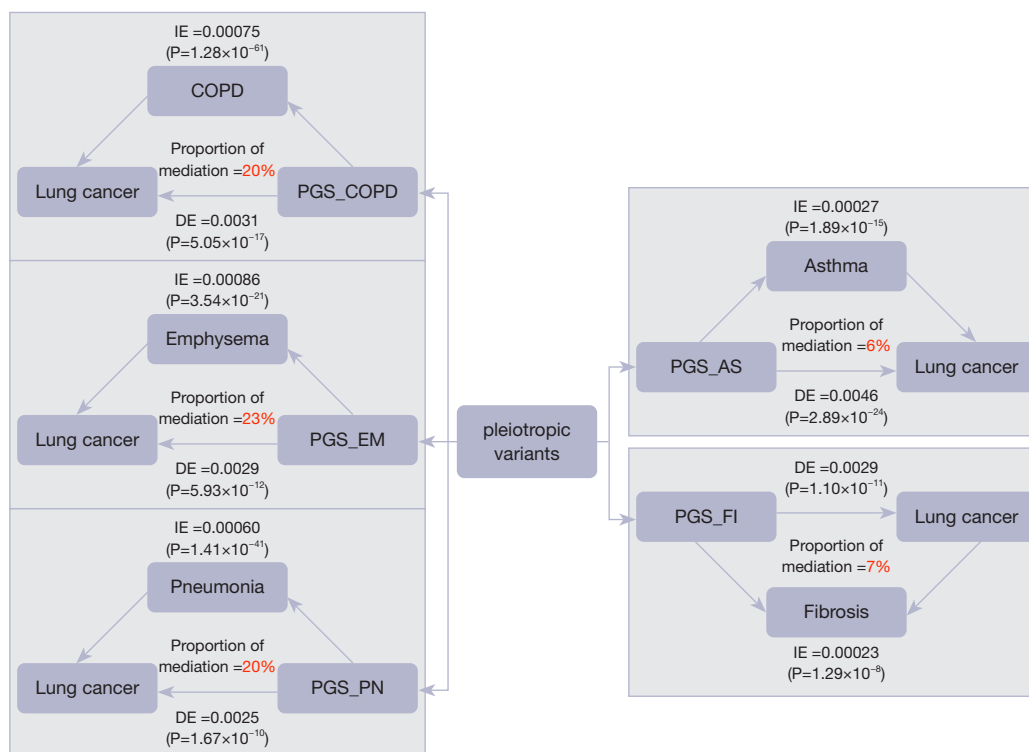 IE =0.00075
(P=1.28×10⁻⁶¹)
COPD
Proportion of
mediation =20%
Lung cancer
PGS_COPD
DE =0.0031
(P=5.05×10⁻¹⁷)
IE =0.00086
(P=3.54×10⁻²¹)
Emphysema
Proportion of
mediation =23%
Lung cancer
PGS_EM
DE =0.0029
(P=5.93×10⁻¹²)
IE =0.00060
(P=1.41×10⁻⁴¹)
Pneumonia
Proportion of
mediation =20%
Lung cancer
PGS_PN
DE =0.0025
(P=1.67×10⁻¹⁰)
pleiotropic
variants
IE =0.00027
(P=1.89×10⁻¹⁵)
Asthma
Proportion of
mediation =6%
PGS_AS
Lung cancer
DE =0.0046
(P=2.89×10⁻²⁴)
DE =0.0029
(P=1.10×10⁻¹¹)
PGS_FI
Lung cancer
Proportion of
mediation =7%
Fibrosis
IE =0.00023
(P=1.29×10⁻⁸)